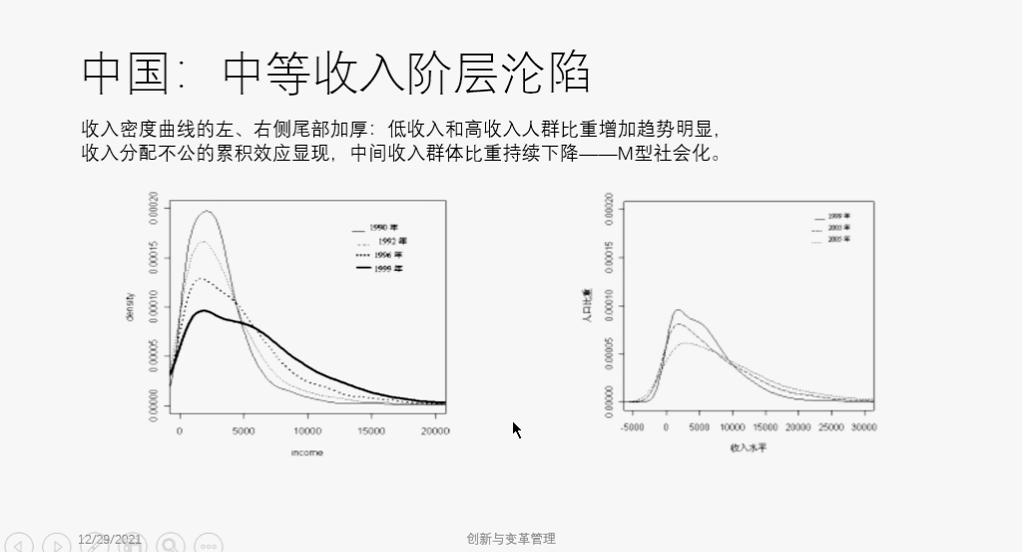 中国：中等收入阶层沦陷
收入密度曲线的左、右侧尾部加厚：低收入和高收入人群比重增加趋势明显，
收入分配不公的累积效应显现，中间收入群体比重持续下降——M型社会化。
0.00020
0.00015
0.00010
0.00005
0.00000
density
1990 年
1992 年
1996 年
1999 年
0
5000
10000
15000
20000
income
0.00020
0.00015
0.00010
0.00005
0.00000
人口比重
1999 年
2003 年
2005 年
-5000
0
5000
10000
15000
20000
25000
30000
收入水平
12/29/2021
创新与变革管理